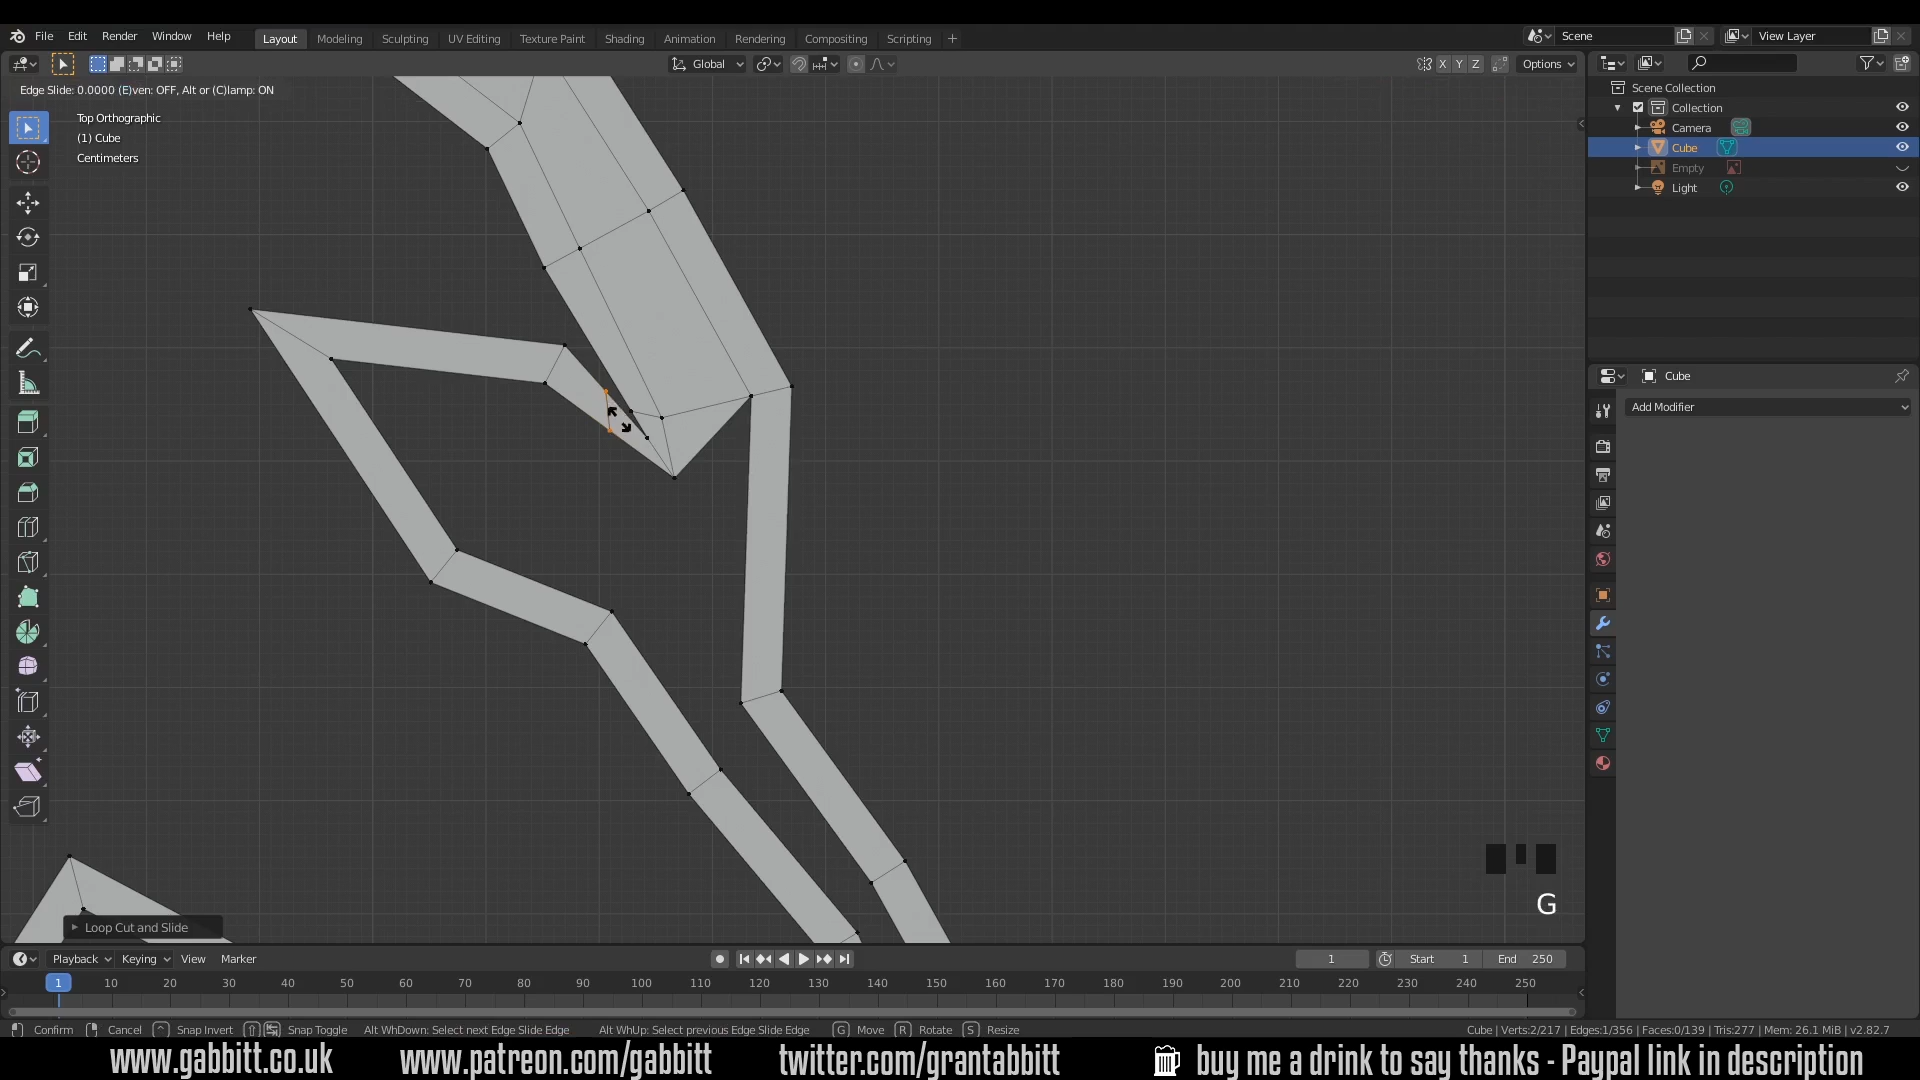 File Edit Render Window Help Layout Modeling Sculpting UV Editing Texture Paint Shading Animation Rendering Compositing Scripting + Scene View Layer
Global X Y Z Options
Edge Slide: 0.0000 (E)ven: OFF, Alt or (C)lamp: ON
Top Orthographic
(1) Cube
Centimeters
Scene Collection
Collection
Camera
Cube
Empty
Light
Cube
Add Modifier
G
Loop Cut and Slide
Playback Keying View Marker 1 Start 1 End 250
1 10 20 30 40 50 60 70 80 90 100 110 120 130 140 150 160 170 180 190 200 210 220 230 240 250
Confirm Cancel Snap Invert Snap Toggle Alt WhDown: Select next Edge Slide Edge Alt WhUp: Select previous Edge Slide Edge G Move R Rotate S Resize Cube | Verts:2/217 | Edges:1/356 | Faces:0/139 | Tris:277 | Mem: 26.1 MiB | v2.82.7
www.gabbitt.co.uk www.patreon.com/gabbitt twitter.com/grantabbitt buy me a drink to say thanks - Paypal link in description